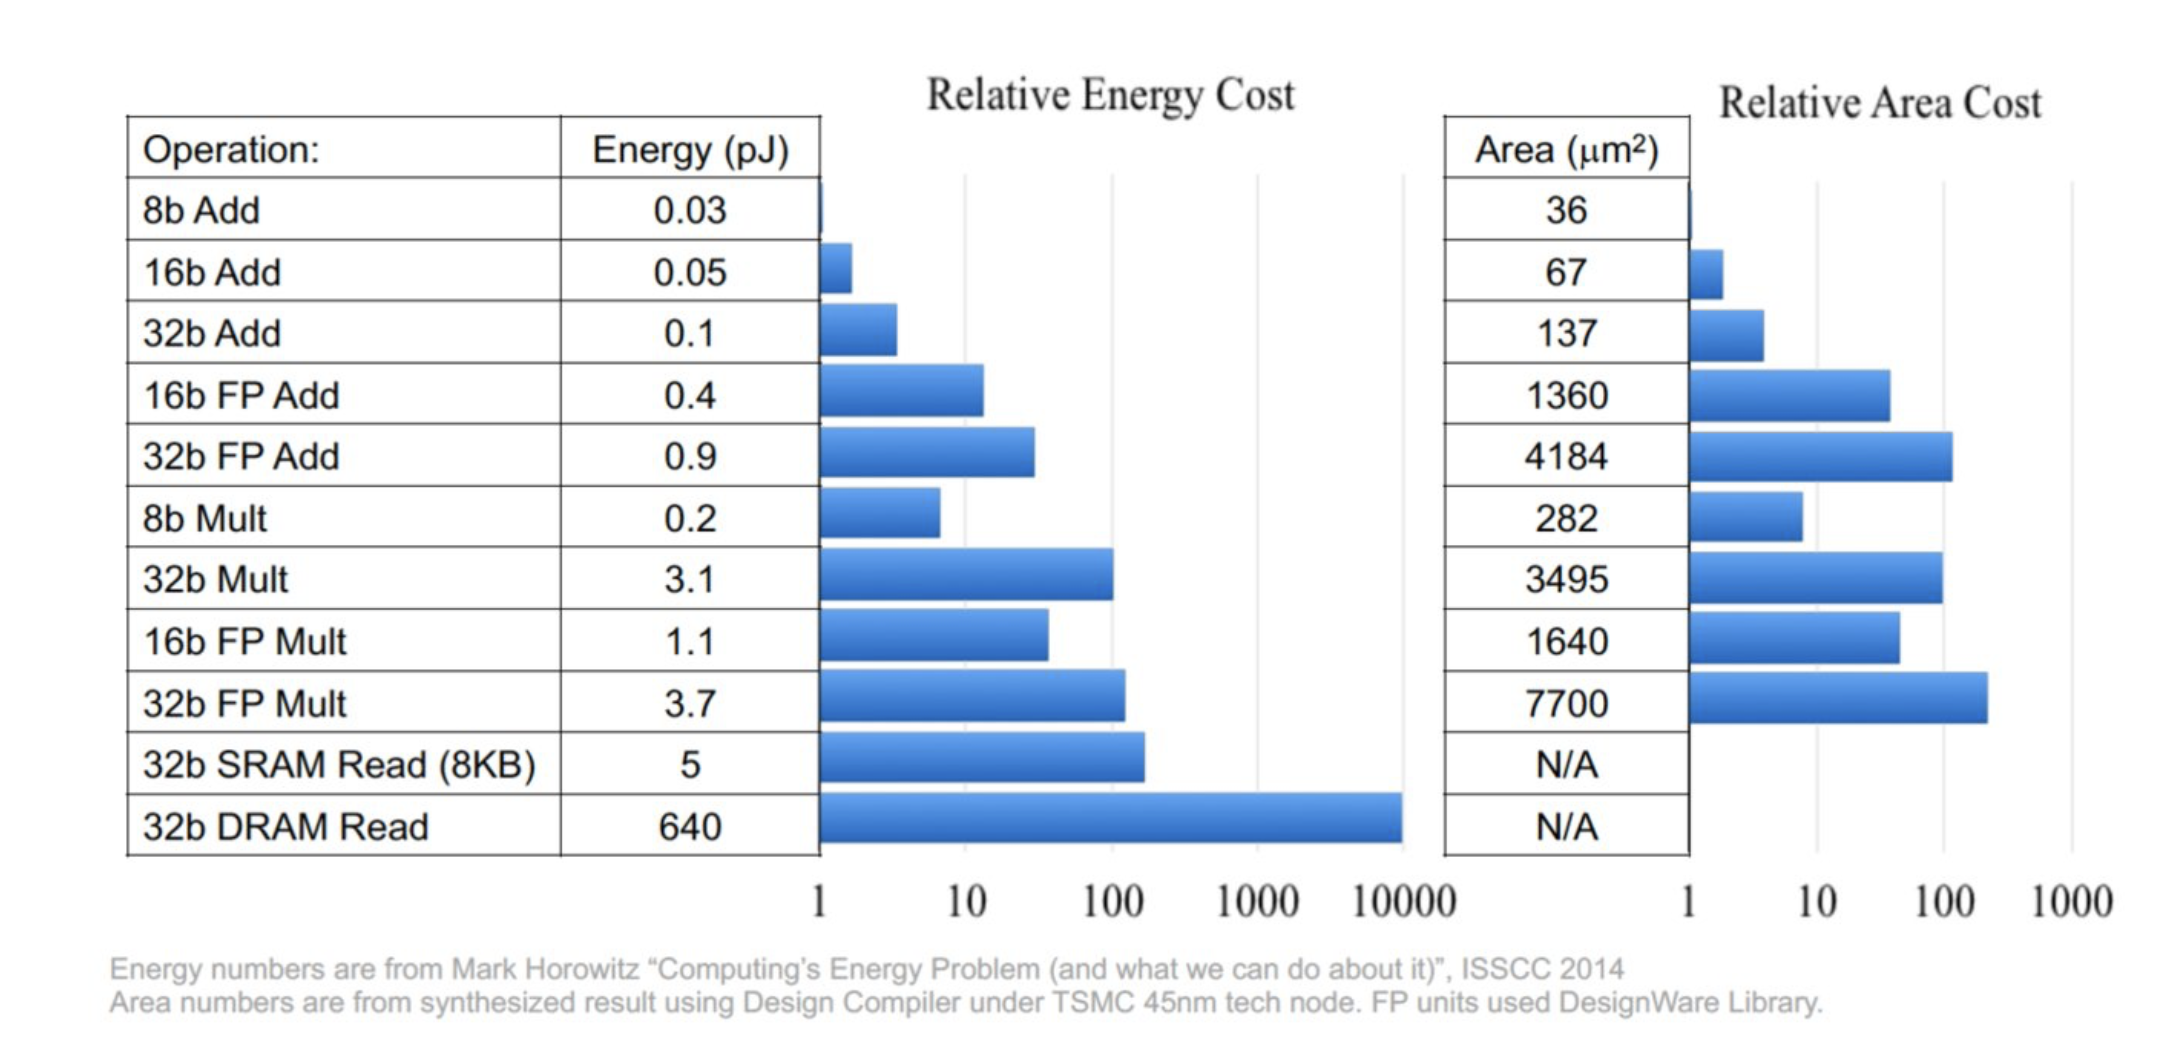 Relative Energy Cost
Relative Area Cost
Operation: Energy (pJ) Area (μm²)
8b Add 0.03 36
16b Add 0.05 67
32b Add 0.1 137
16b FP Add 0.4 1360
32b FP Add 0.9 4184
8b Mult 0.2 282
32b Mult 3.1 3495
16b FP Mult 1.1 1640
32b FP Mult 3.7 7700
32b SRAM Read (8KB) 5 N/A
32b DRAM Read 640 N/A
1 10 100 1000 10000 1 10 100 1000
Energy numbers are from Mark Horowitz “Computing’s Energy Problem (and what we can do about it)”, ISSCC 2014
Area numbers are from synthesized result using Design Compiler under TSMC 45nm tech node. FP units used DesignWare Library.